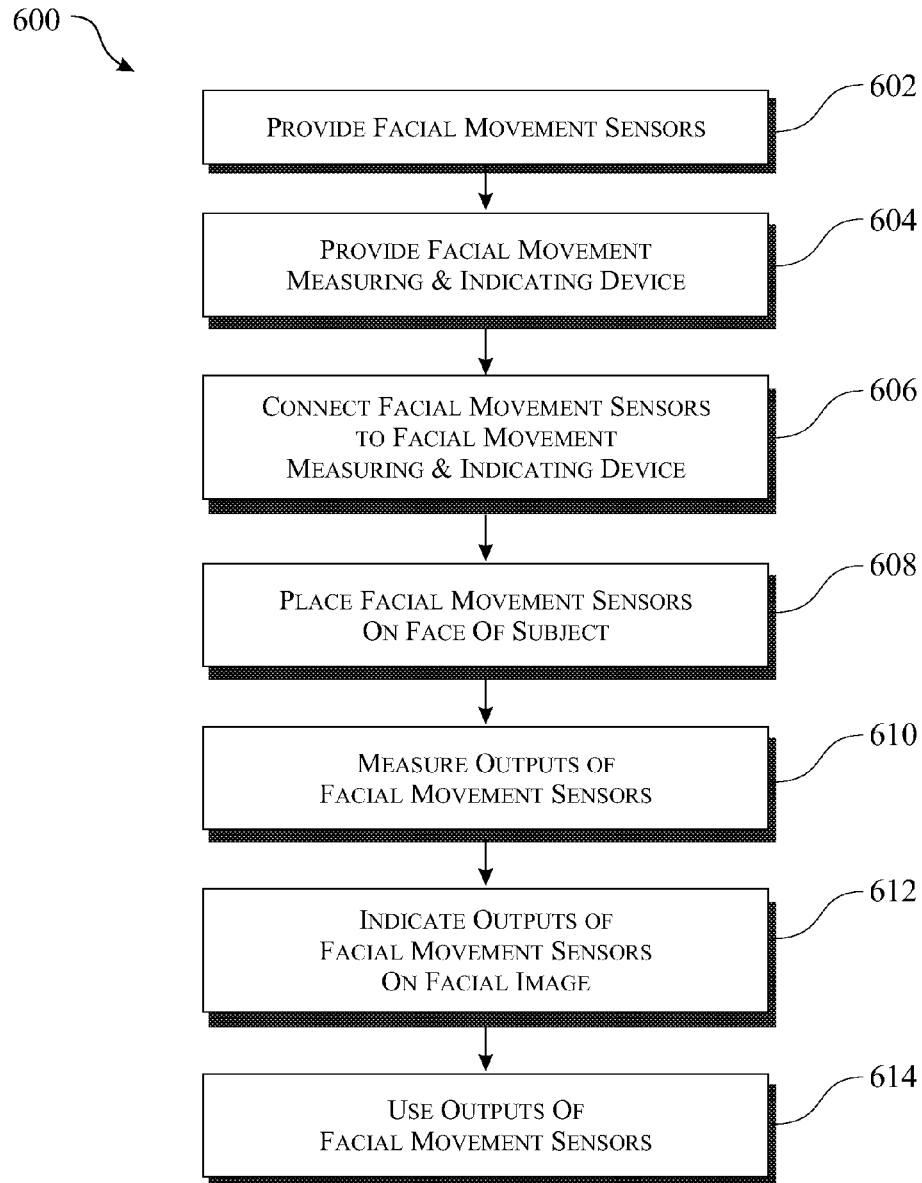 600
602
PROVIDE FACIAL MOVEMENT SENSORS
604
PROVIDE FACIAL MOVEMENT
MEASURING & INDICATING DEVICE
606
CONNECT FACIAL MOVEMENT SENSORS
TO FACIAL MOVEMENT
MEASURING & INDICATING DEVICE
608
PLACE FACIAL MOVEMENT SENSORS
ON FACE OF SUBJECT
610
MEASURE OUTPUTS OF
FACIAL MOVEMENT SENSORS
612
INDICATE OUTPUTS OF
FACIAL MOVEMENT SENSORS
ON FACIAL IMAGE
614
USE OUTPUTS OF
FACIAL MOVEMENT SENSORS